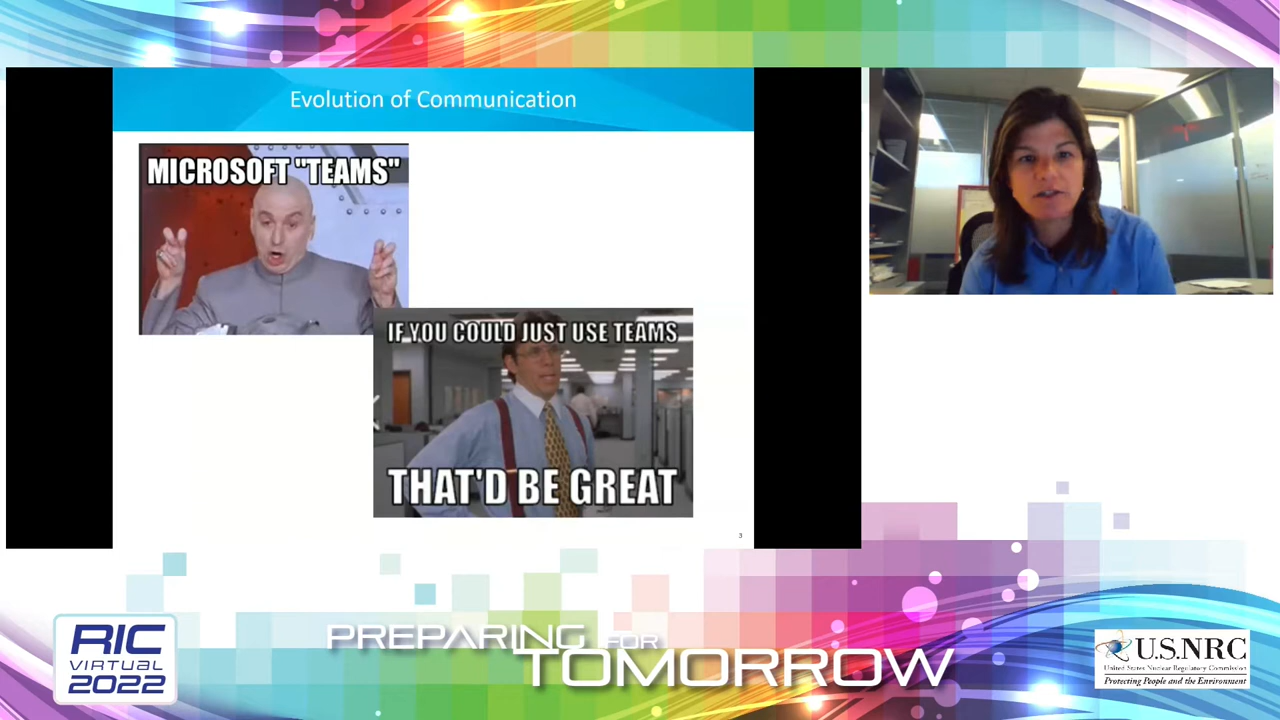 Evolution of Communication
MICROSOFT "TEAMS"
IF YOU COULD JUST USE TEAMS
THAT'D BE GREAT
3
RIC
VIRTUAL
2022
PREPARING FOR
TOMORROW
U.S.NRC
United States Nuclear Regulatory Commission
Protecting People and the Environment